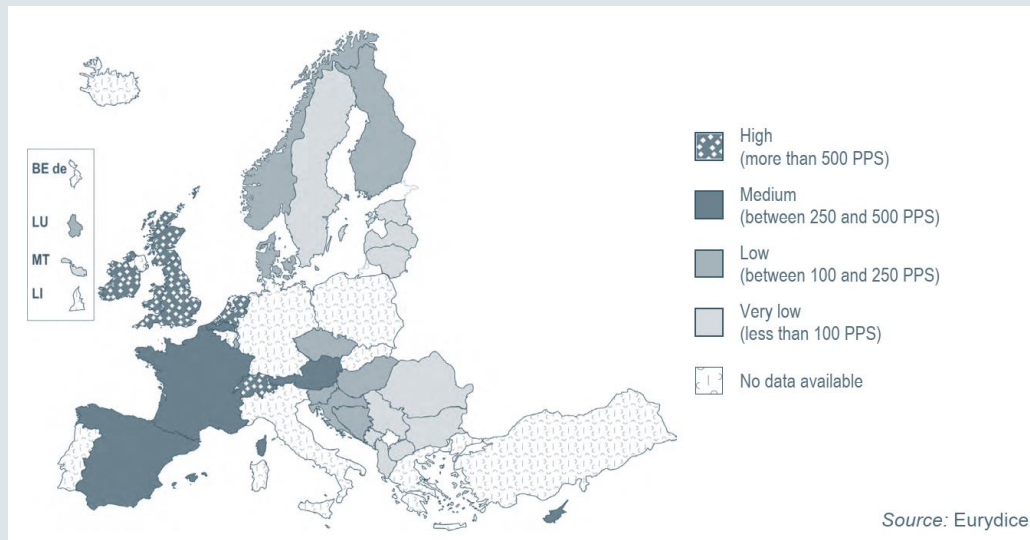 BE de
LU
MT
LI
High
(more than 500 PPS)
Medium
(between 250 and 500 PPS)
Low
(between 100 and 250 PPS)
Very low
(less than 100 PPS)
No data available
Source: Eurydice